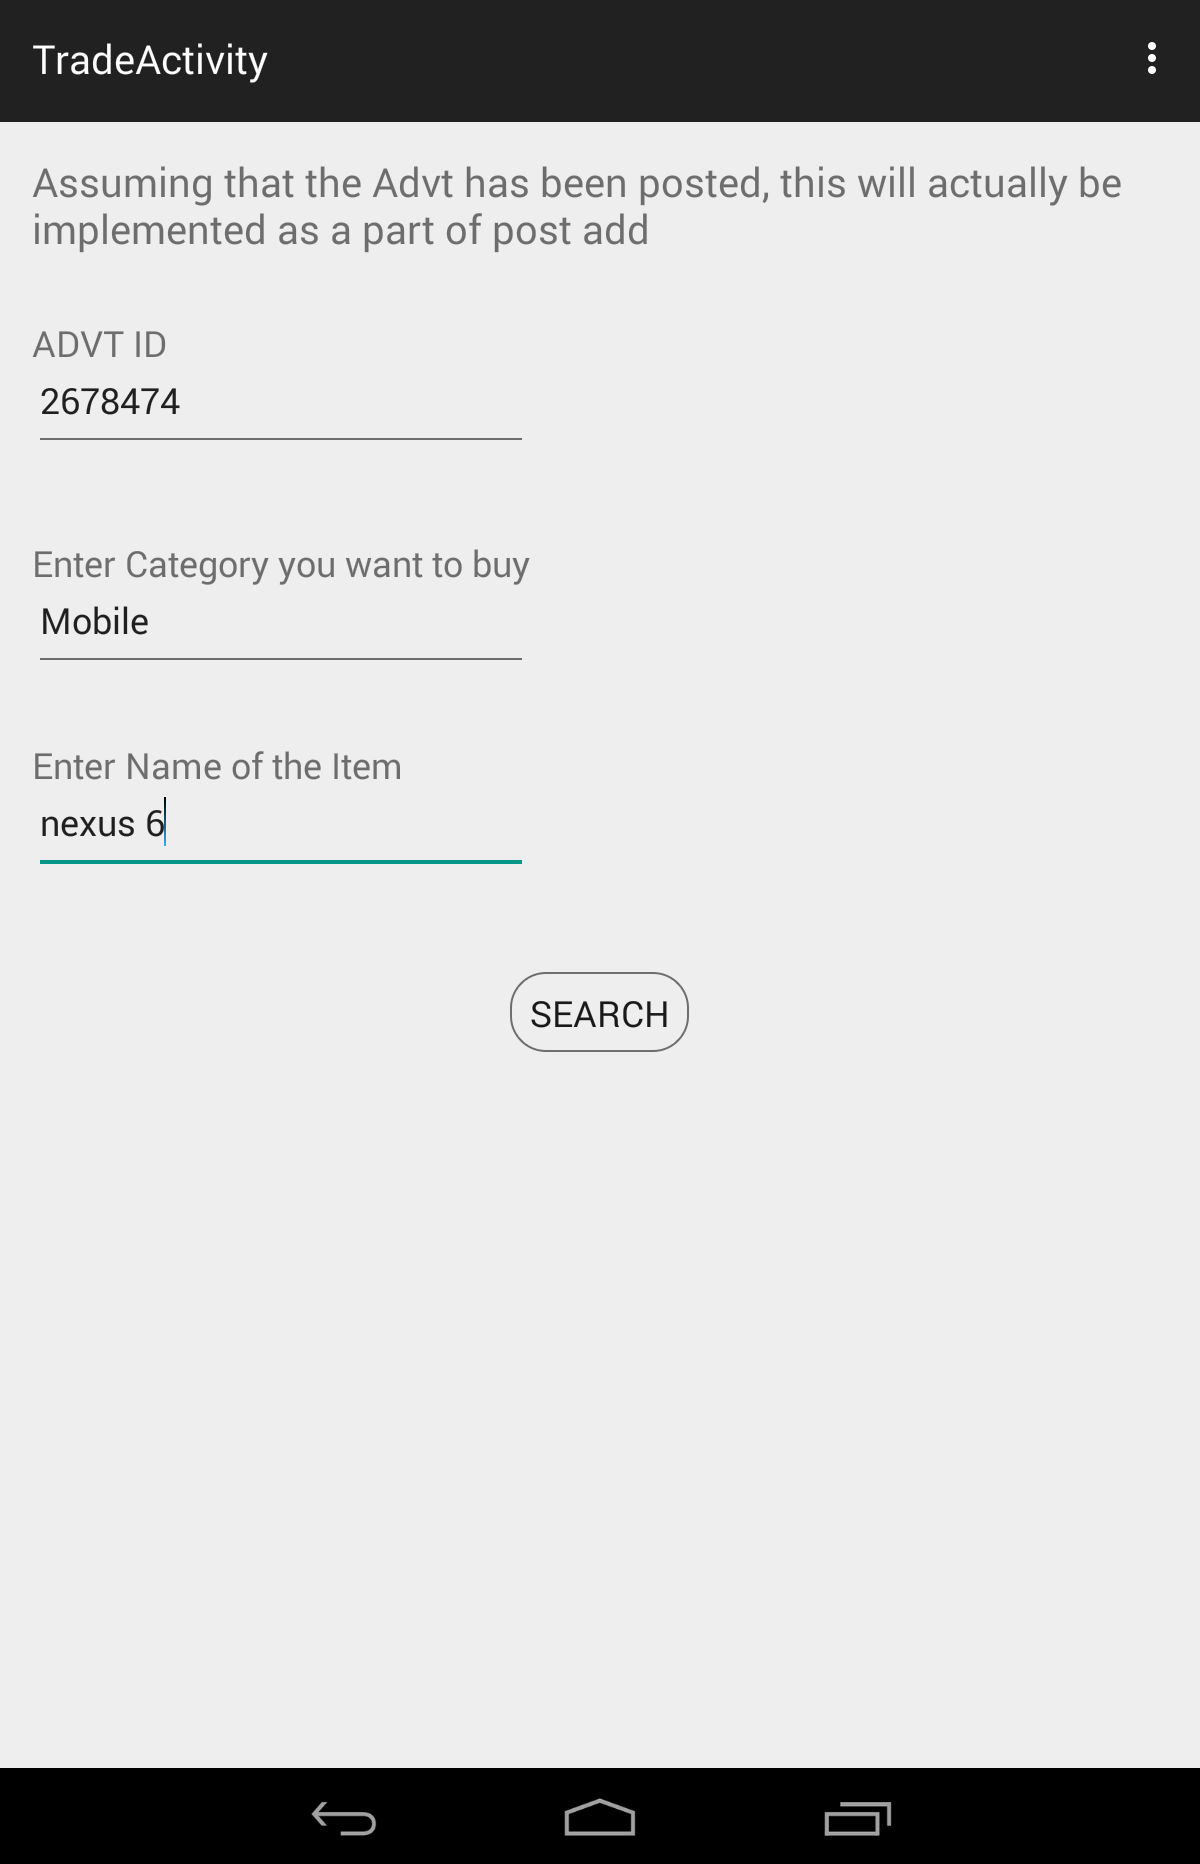 TradeActivity
Assuming that the Advt has been posted, this will actually be
implemented as a part of post add
ADVT ID
2678474
Enter Category you want to buy
Mobile
Enter Name of the Item
nexus 6
SEARCH